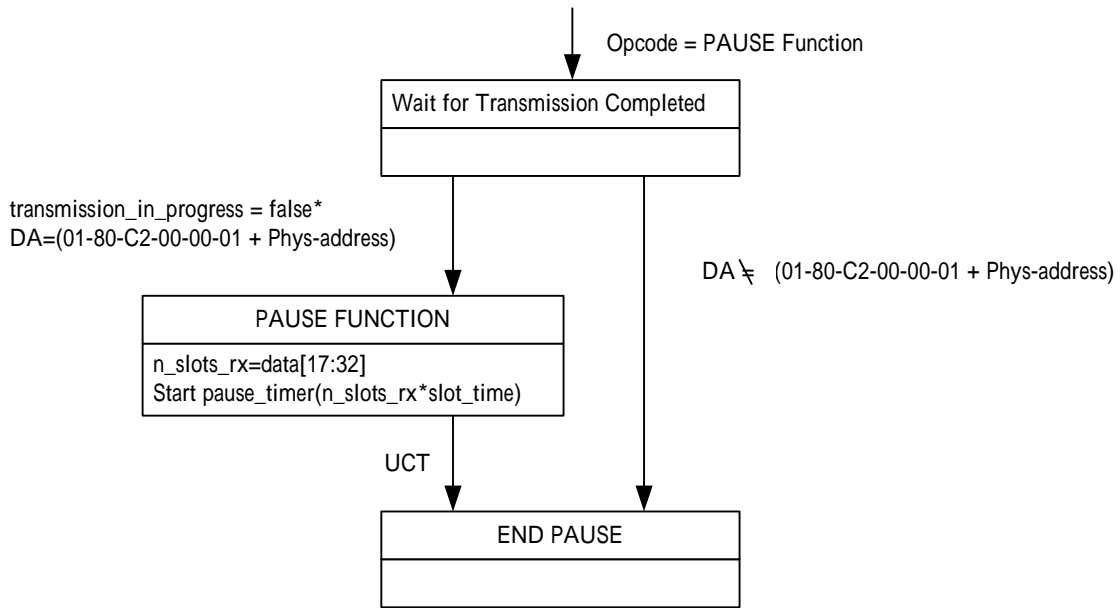 Opcode = PAUSE Function
Wait for Transmission Completed
transmission_in_progress = false*
DA=(01-80-C2-00-00-01 + Phys-address)
DA ≠ (01-80-C2-00-00-01 + Phys-address)
PAUSE FUNCTION
n_slots_rx=data[17:32]
Start pause_timer(n_slots_rx*slot_time)
UCT
END PAUSE